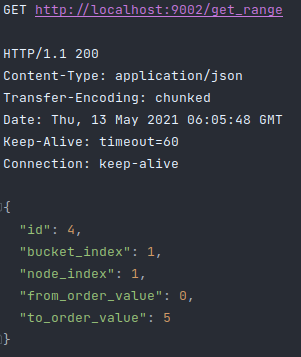 GET http://localhost:9002/get_range
HTTP/1.1 200
Content-Type: application/json
Transfer-Encoding: chunked
Date: Thu, 13 May 2021 06:05:48 GMT
Keep-Alive: timeout=60
Connection: keep-alive
{
"id": 4,
"bucket_index": 1,
"node_index": 1,
"from_order_value": 0,
"to_order_value": 5
}